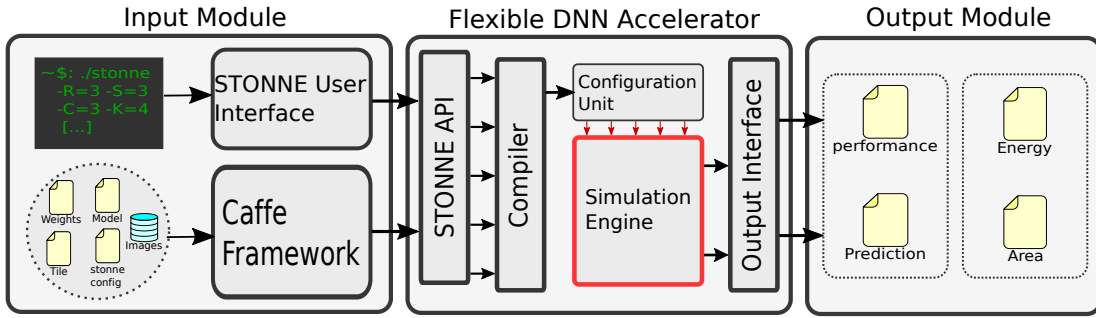 Input Module
~$: ./stonne
-R=3 -S=3
-C=3 -K=4
[...]
STONNE User
Interface
Weights
Model
Images
Tile
stonne
config
Caffe
Framework
Flexible DNN Accelerator
STONNE API
Compiler
Configuration
Unit
Simulation
Engine
Output Interface
Output Module
performance
Energy
Prediction
Area